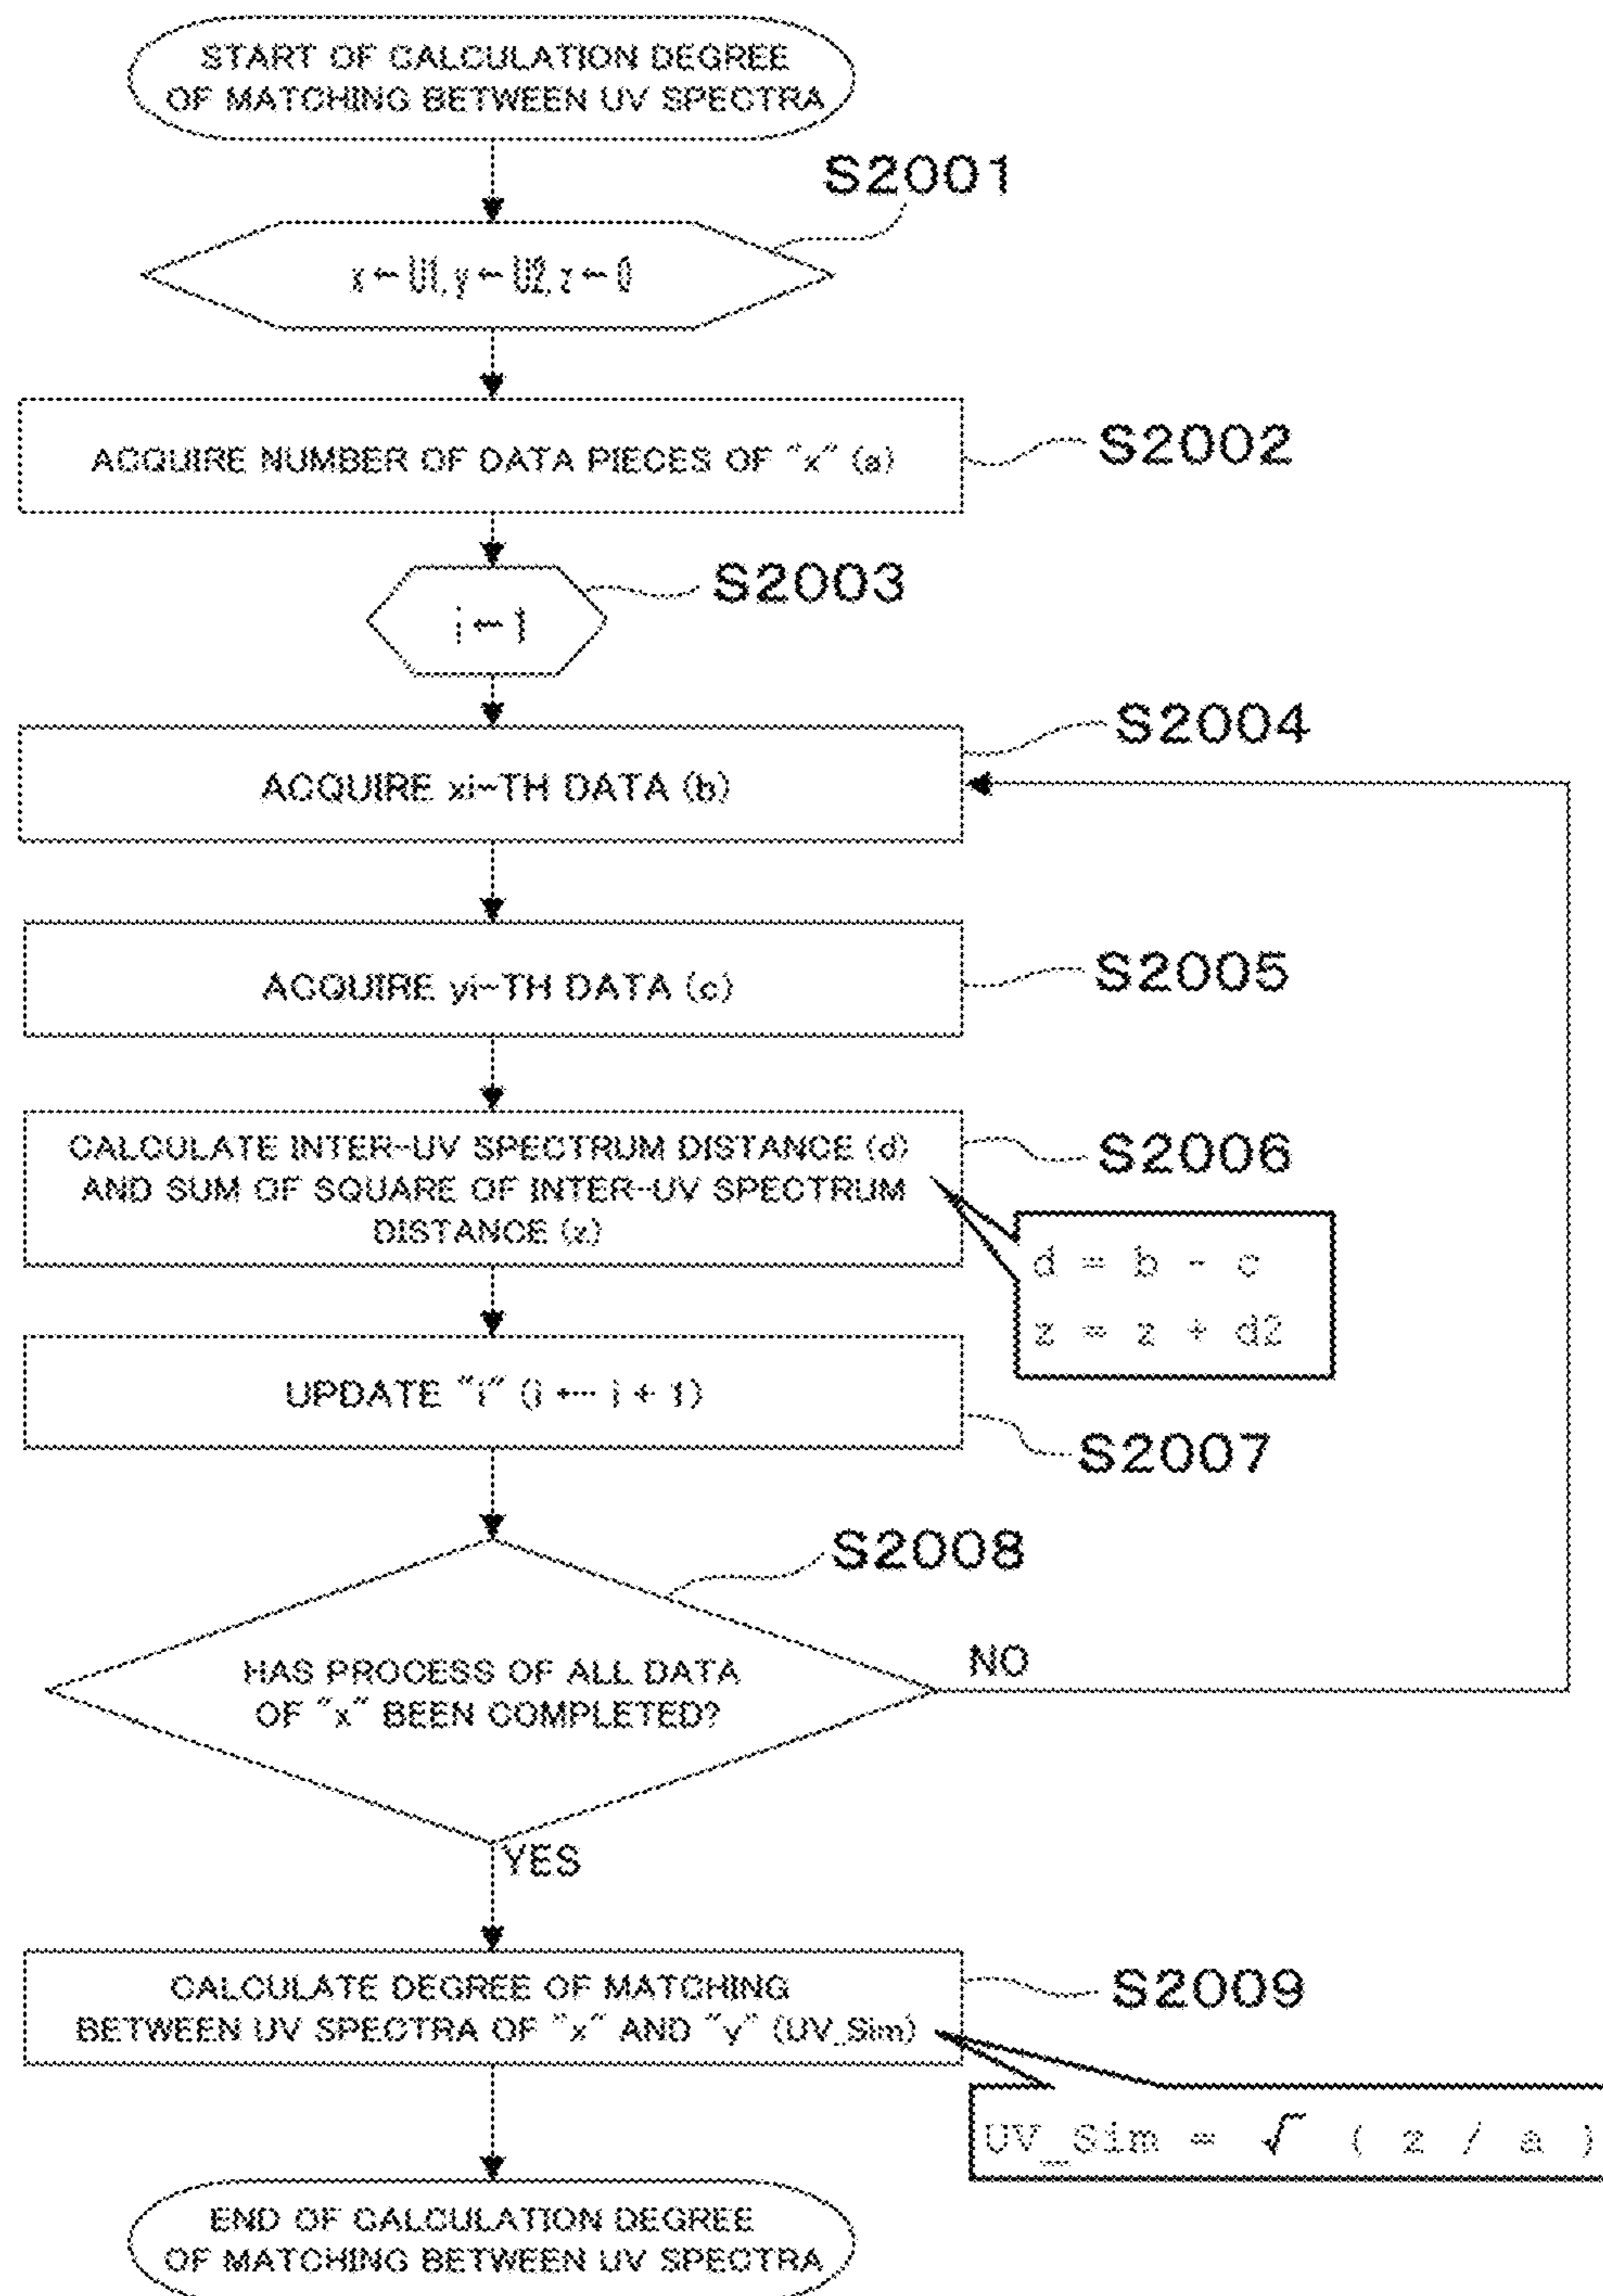 START OF CALCULATION DEGREE
OF MATCHING BETWEEN UV SPECTRA
S2001
x ← U1, y ← U2, z ← 0
ACQUIRE NUMBER OF DATA PIECES OF "x" (a)
S2002
S2003
i ← 1
S2004
ACQUIRE xi-TH DATA (b)
ACQUIRE yi-TH DATA (c)
S2005
CALCULATE INTER-UV SPECTRUM DISTANCE (d)
AND SUM OF SQUARE OF INTER-UV SPECTRUM
DISTANCE (z)
S2006
d = b - c
z = z + d2
UPDATE "i" (i ← i + 1)
S2007
S2008
HAS PROCESS OF ALL DATA
OF "x" BEEN COMPLETED?
NO
YES
CALCULATE DEGREE OF MATCHING
BETWEEN UV SPECTRA OF "x" AND "y" (UV_Sim)
S2009
UV_Sim = √ ( z / a )
END OF CALCULATION DEGREE
OF MATCHING BETWEEN UV SPECTRA